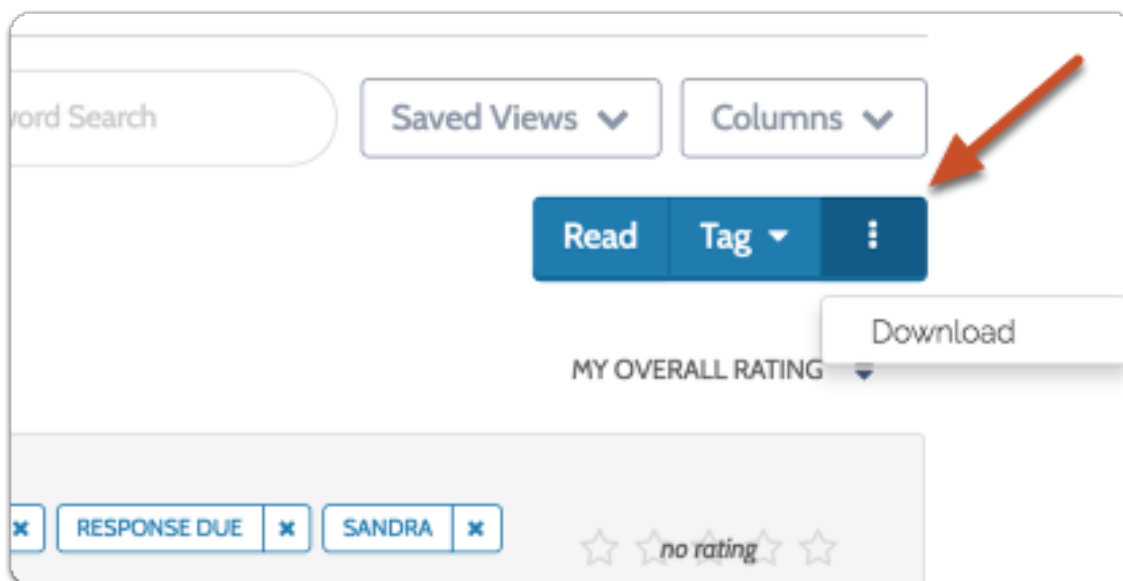 ord Search Saved Views Columns
Read Tag
Download
MY OVERALL RATING
RESPONSE DUE SANDRA
no rating